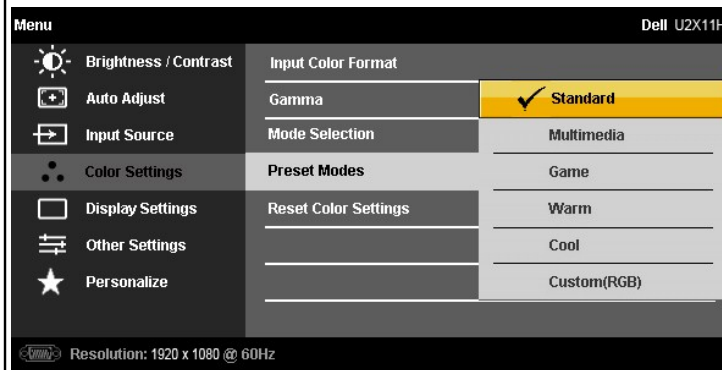 Menu Dell U2X11H
Brightness / Contrast Input Color Format
Auto Adjust Gamma Standard
Input Source Mode Selection Multimedia
Color Settings Preset Modes Game
Display Settings Reset Color Settings Warm
Other Settings Cool
Personalize Custom(RGB)
Resolution: 1920 x 1080 @ 60Hz